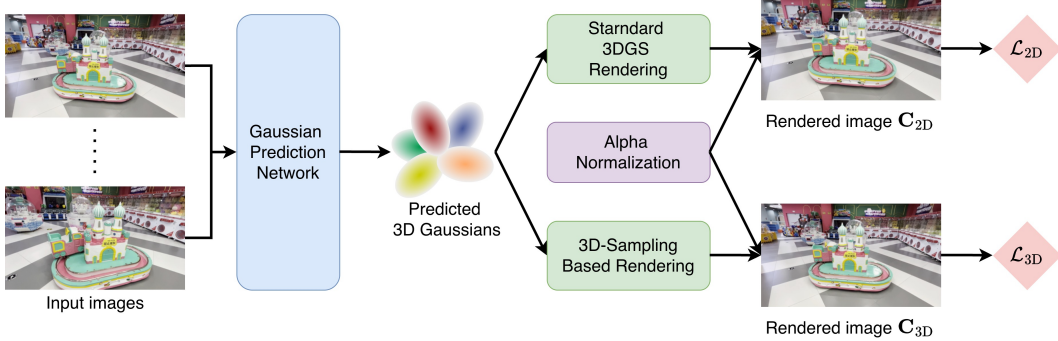 Input images
Gaussian
Prediction
Network
Predicted
3D Gaussians
Starndard
3DGS
Rendering
Alpha
Normalization
3D-Sampling
Based Rendering
Rendered image C2D
Rendered image C3D
ℒ2D
ℒ3D